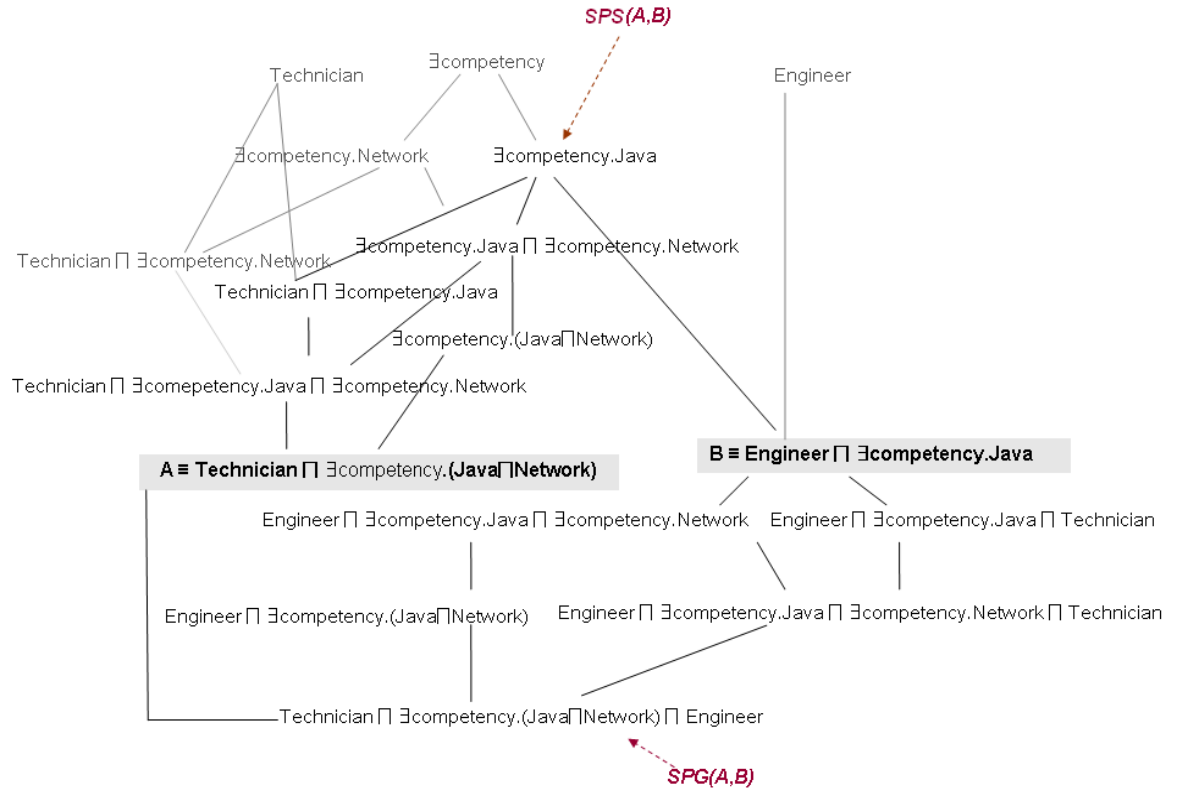 SPS(A,B)
∃competency
Technician
Engineer
∃competency.Network
∃competency.Java
∃competency.Java ∏ ∃competency.Network
Technician ∏ ∃competency.Network
Technician ∏ ∃competency.Java
∃competency.(Java∏Network)
Technician ∏ ∃comepetency.Java ∏ ∃competency.Network
B ≡ Engineer ∏ ∃competency.Java
A ≡ Technician ∏ ∃competency.(Java∏Network)
Engineer ∏ ∃competency.Java ∏ ∃competency.Network
Engineer ∏ ∃competency.Java ∏ Technician
Engineer ∏ ∃competency.(Java∏Network)
Engineer ∏ ∃competency.Java ∏ ∃competency.Network ∏ Technician
Technician ∏ ∃competency.(Java∏Network) ∏ Engineer
SPG(A,B)